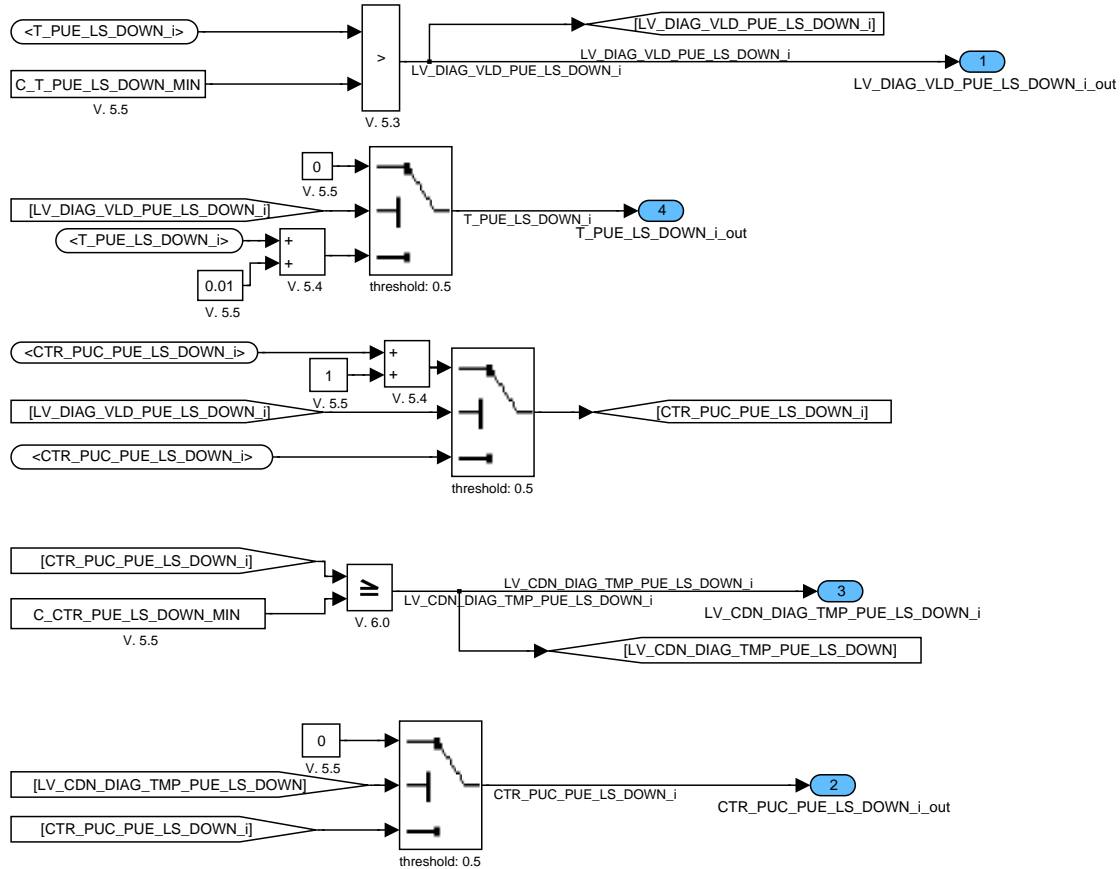 <T_PUE_LS_DOWN_i>
C_T_PUE_LS_DOWN_MIN
V. 5.5
>
V. 5.3
[LV_DIAG_VLD_PUE_LS_DOWN_i]
LV_DIAG_VLD_PUE_LS_DOWN_i
LV_DIAG_VLD_PUE_LS_DOWN_i
1
LV_DIAG_VLD_PUE_LS_DOWN_i_out
0
V. 5.5
[LV_DIAG_VLD_PUE_LS_DOWN_i]
<T_PUE_LS_DOWN_i>
+
+
V. 5.4
0.01
V. 5.5
threshold: 0.5
T_PUE_LS_DOWN_i
4
T_PUE_LS_DOWN_i_out
<CTR_PUC_PUE_LS_DOWN_i>
1
V. 5.5
+
+
V. 5.4
[LV_DIAG_VLD_PUE_LS_DOWN_i]
<CTR_PUC_PUE_LS_DOWN_i>
threshold: 0.5
[CTR_PUC_PUE_LS_DOWN_i]
[CTR_PUC_PUE_LS_DOWN_i]
C_CTR_PUE_LS_DOWN_MIN
V. 5.5
≧
V. 6.0
LV_CDN_DIAG_TMP_PUE_LS_DOWN_i
LV_CDN_DIAG_TMP_PUE_LS_DOWN_i
3
LV_CDN_DIAG_TMP_PUE_LS_DOWN_i
[LV_CDN_DIAG_TMP_PUE_LS_DOWN]
0
V. 5.5
[LV_CDN_DIAG_TMP_PUE_LS_DOWN]
[CTR_PUC_PUE_LS_DOWN_i]
threshold: 0.5
CTR_PUC_PUE_LS_DOWN_i
2
CTR_PUC_PUE_LS_DOWN_i_out